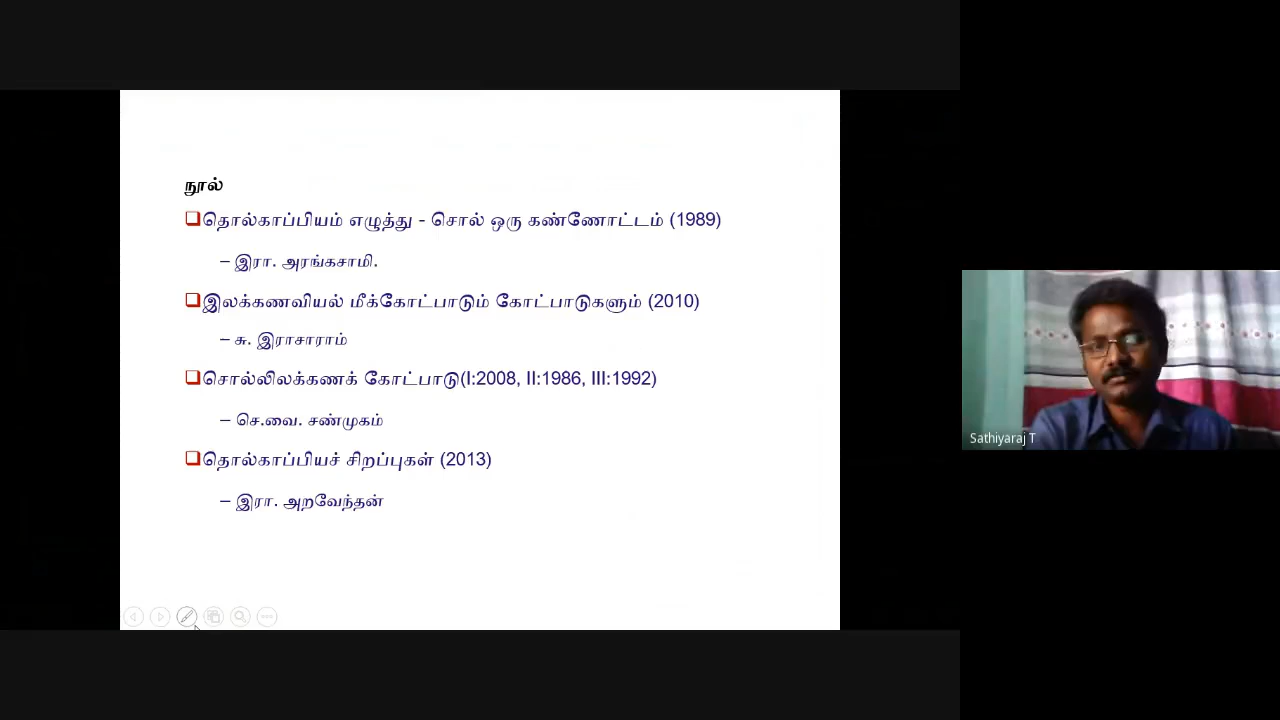 நூல்
தொல்காப்பியம் எழுத்து - சொல் ஒரு கண்ணோட்டம் (1989)
– இரா. அரங்கசாமி.
இலக்கணவியல் மீக்கோட்பாடும் கோட்பாடுகளும் (2010)
– சு. இராசாராம்
சொல்லிலக்கணக் கோட்பாடு(I:2008, II:1986, III:1992)
– செ.வை. சண்முகம்
தொல்காப்பியச் சிறப்புகள் (2013)
– இரா. அறவேந்தன்
Sathiyaraj T